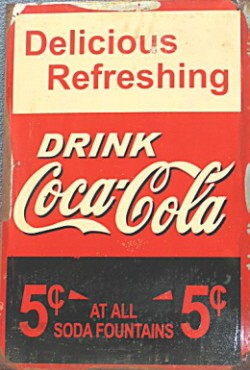 Delicious
Refreshing
DRINK
Coca-Cola
5¢ AT ALL 5¢
SODA FOUNTAINS